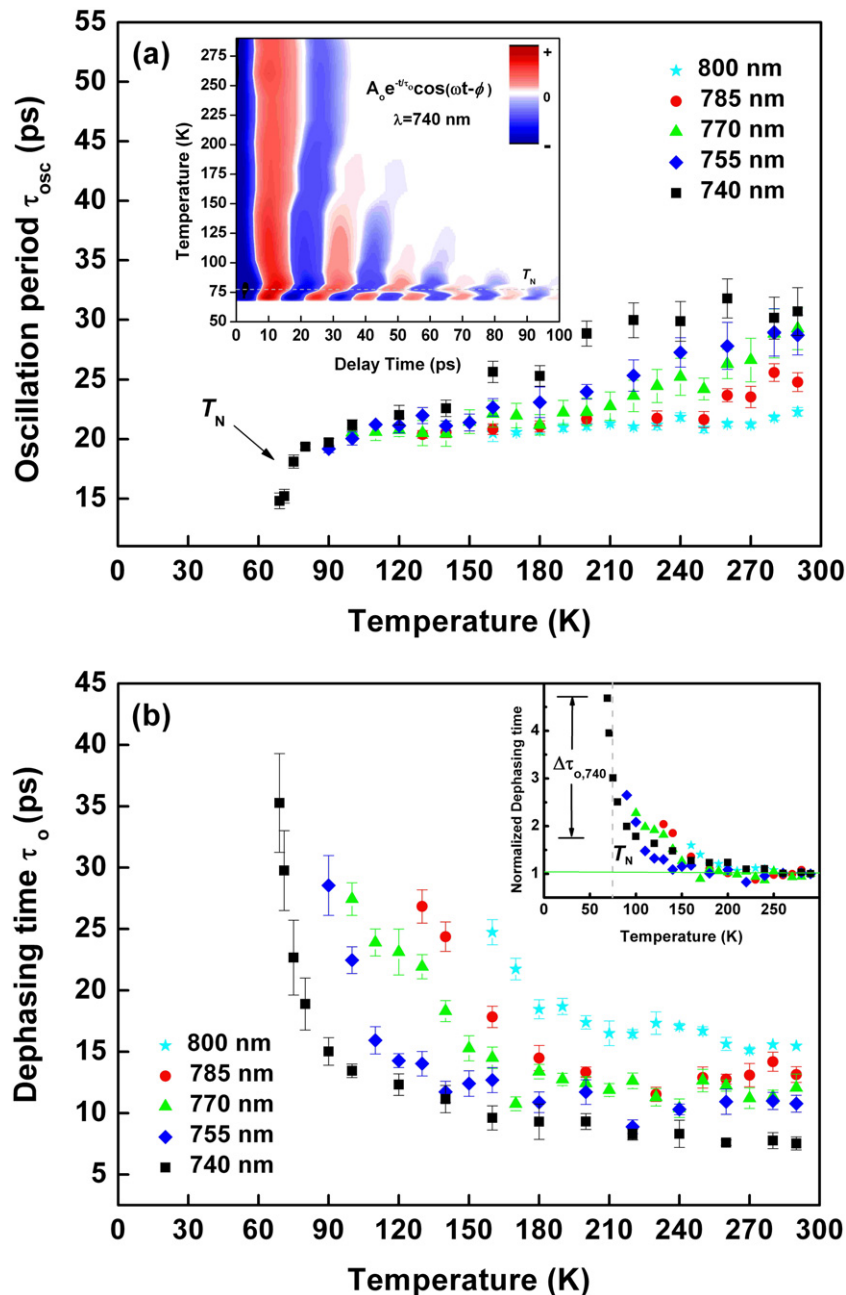 (a)
Oscillation period τosc (ps)
55
50
45
40
35
30
25
20
15
Temperature (K)
275
250
225
200
175
150
125
100
75
50
Aₒe^-t/τₒcos(ωt-ϕ)
λ=740 nm
+
0
-
TN
0 10 20 30 40 50 60 70 80 90 100
Delay Time (ps)
800 nm
785 nm
770 nm
755 nm
740 nm
TN
0 30 60 90 120 150 180 210 240 270 300
Temperature (K)
(b)
Dephasing time τₒ (ps)
45
40
35
30
25
20
15
10
5
800 nm
785 nm
770 nm
755 nm
740 nm
Normalized Dephasing time
4
3
2
1
Δτo,740
TN
0 50 100 150 200 250
Temperature (K)
0 30 60 90 120 150 180 210 240 270 300
Temperature (K)